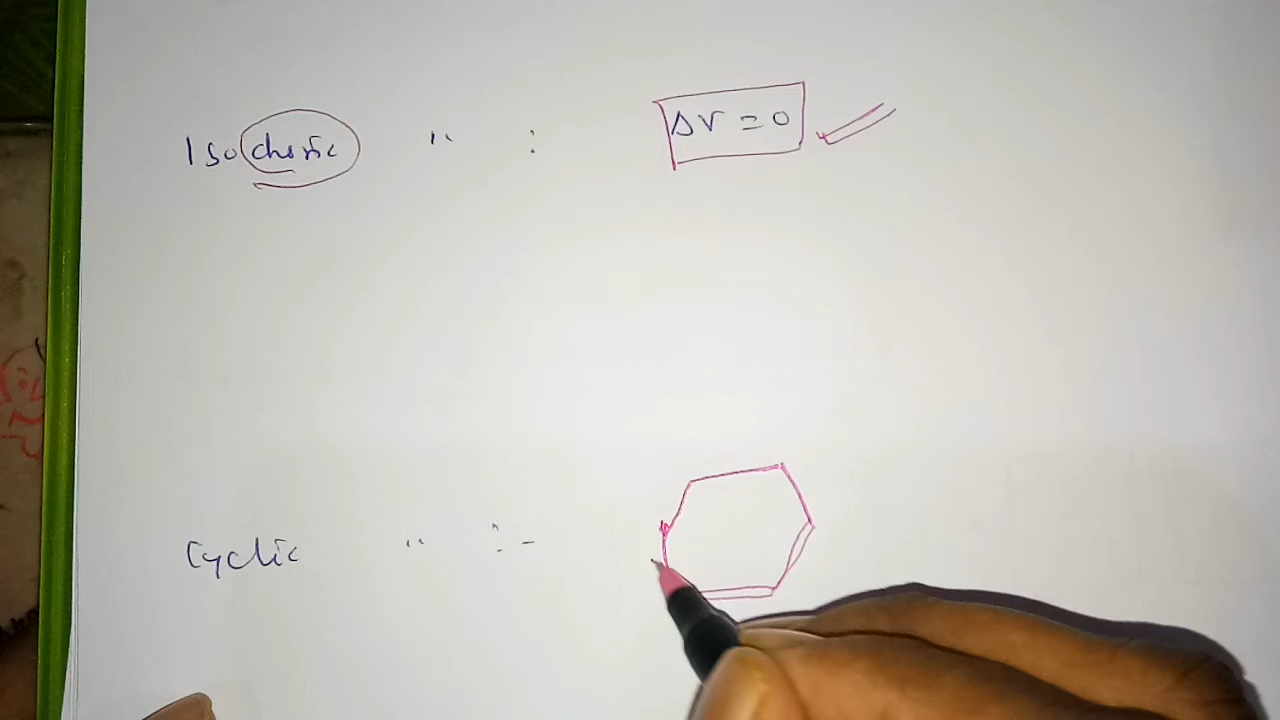 Isochoric " : ΔV = 0
Cyclic " :-